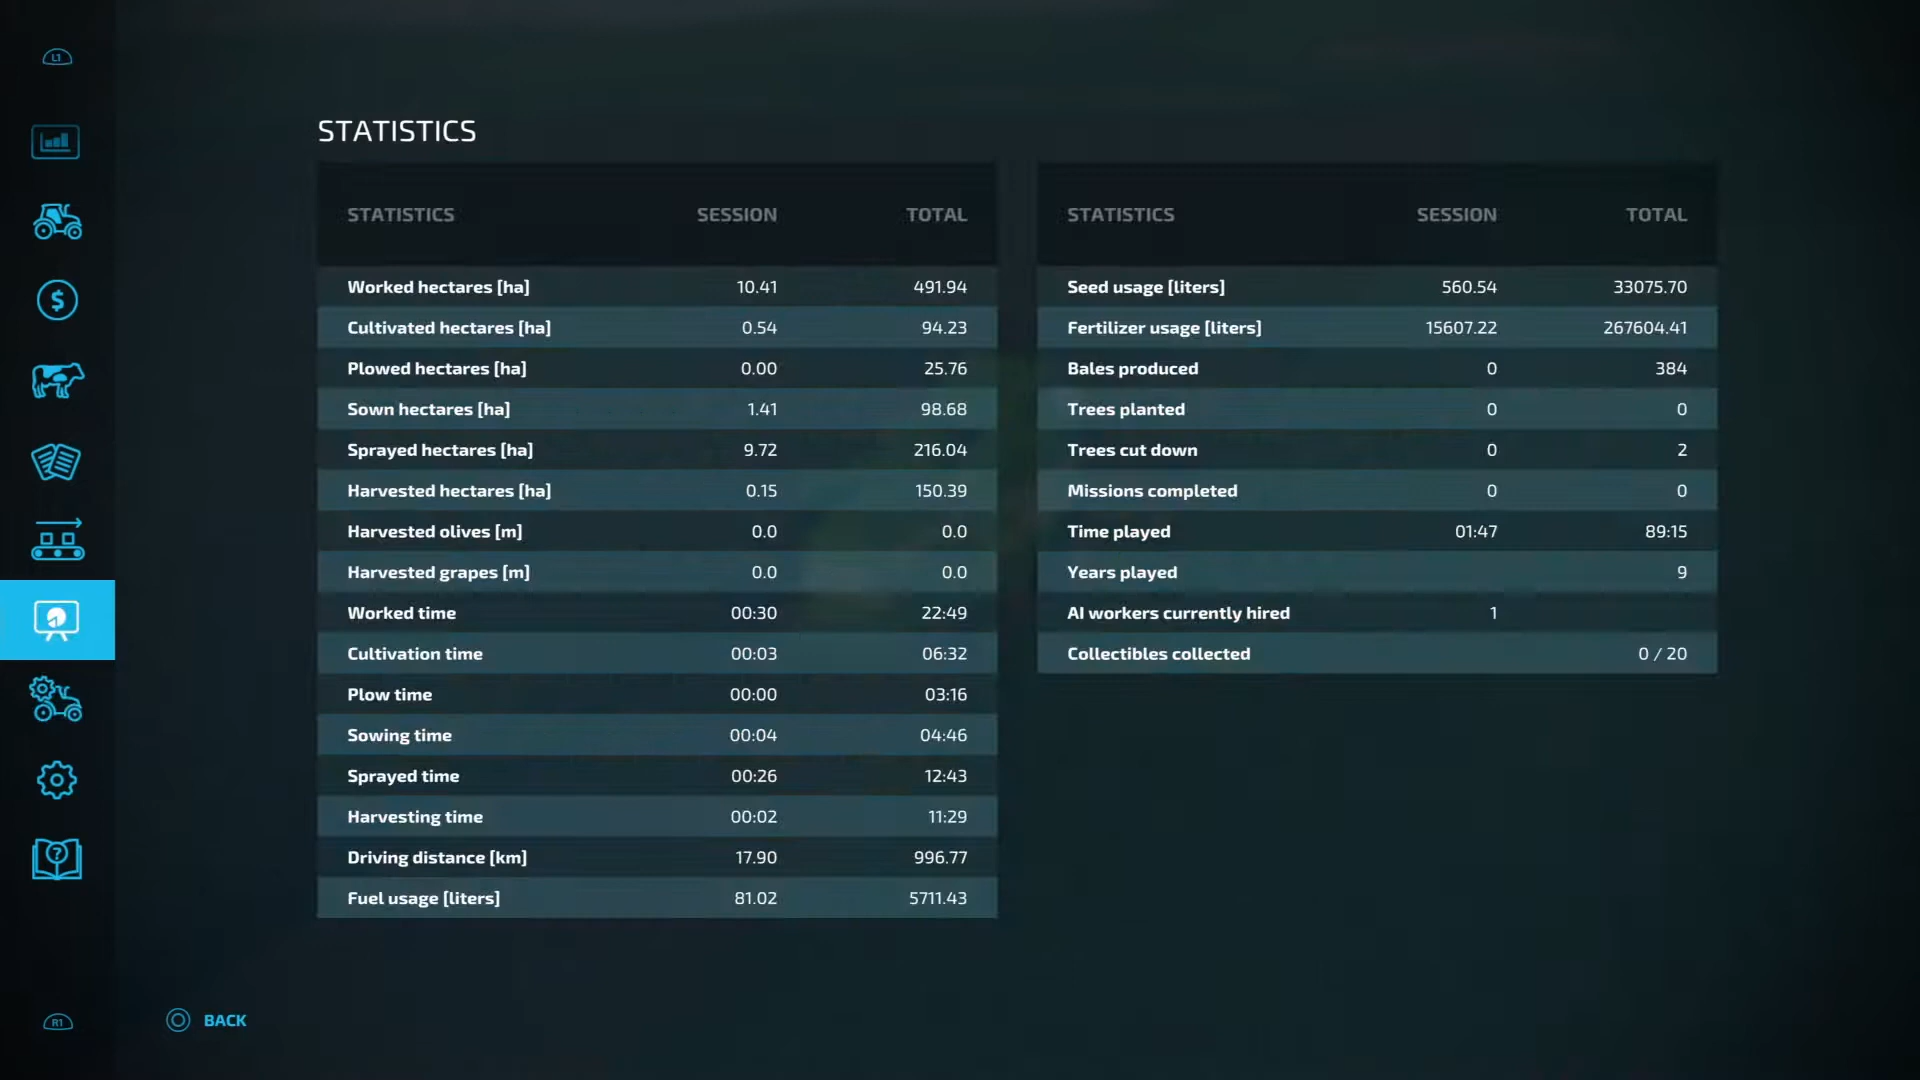 L1
STATISTICS
STATISTICS SESSION TOTAL
Worked hectares [ha] 10.41 491.94
Cultivated hectares [ha] 0.54 94.23
Plowed hectares [ha] 0.00 25.76
Sown hectares [ha] 1.41 98.68
Sprayed hectares [ha] 9.72 216.04
Harvested hectares [ha] 0.15 150.39
Harvested olives [m] 0.0 0.0
Harvested grapes [m] 0.0 0.0
Worked time 00:30 22:49
Cultivation time 00:03 06:32
Plow time 00:00 03:16
Sowing time 00:04 04:46
Sprayed time 00:26 12:43
Harvesting time 00:02 11:29
Driving distance [km] 17.90 996.77
Fuel usage [liters] 81.02 5711.43
STATISTICS SESSION TOTAL
Seed usage [liters] 560.54 33075.70
Fertilizer usage [liters] 15607.22 267604.41
Bales produced 0 384
Trees planted 0 0
Trees cut down 0 2
Missions completed 0 0
Time played 01:47 89:15
Years played 9
AI workers currently hired 1
Collectibles collected 0 / 20
R1
BACK